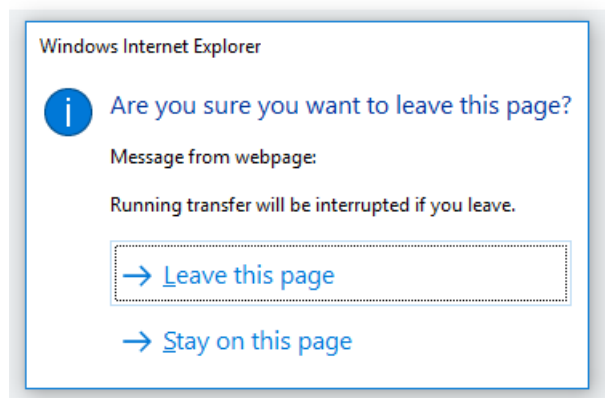 Windows Internet Explorer
Are you sure you want to leave this page?
Message from webpage:
Running transfer will be interrupted if you leave.
Leave this page
Stay on this page